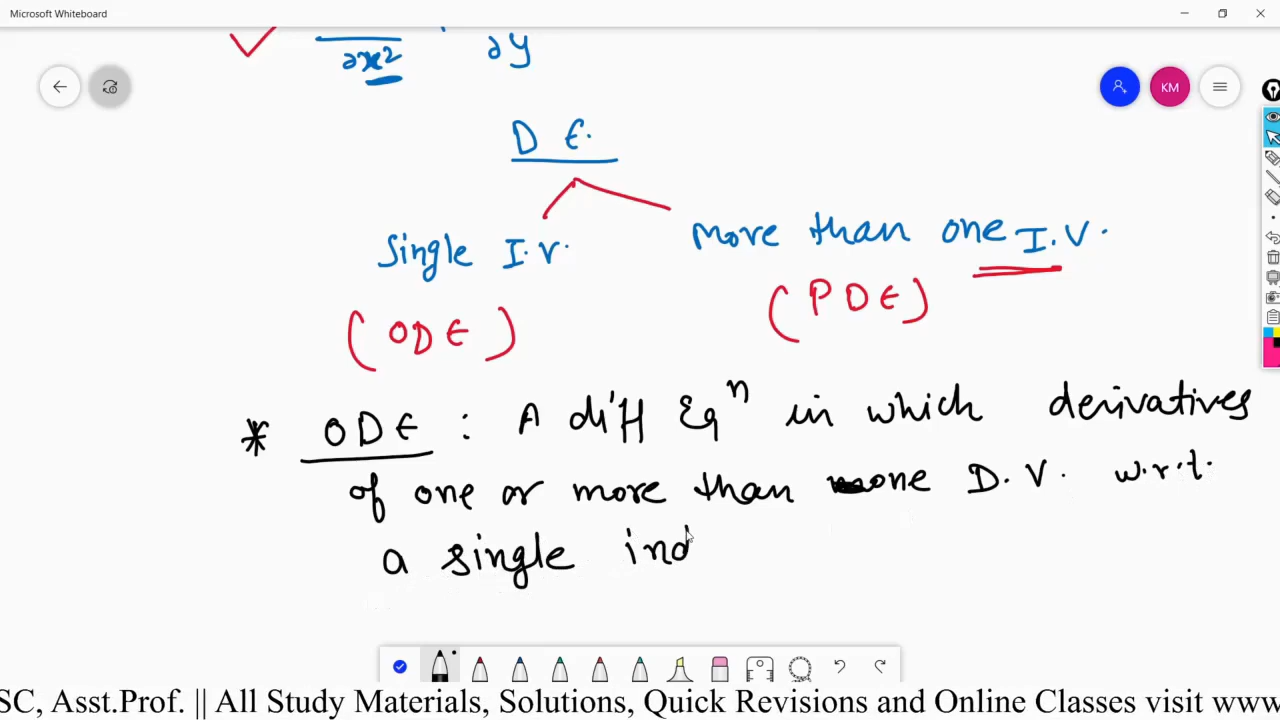 Microsoft Whiteboard
∂x² ∂y
KM
D E.
Single I.V. more than one I.V.
(ODE) (PDE)
* ODE : A diff Eqⁿ in which derivatives
of one or more than one D.V. w.r.t.
a single ind
SC, Asst.Prof. || All Study Materials, Solutions, Quick Revisions and Online Classes visit www